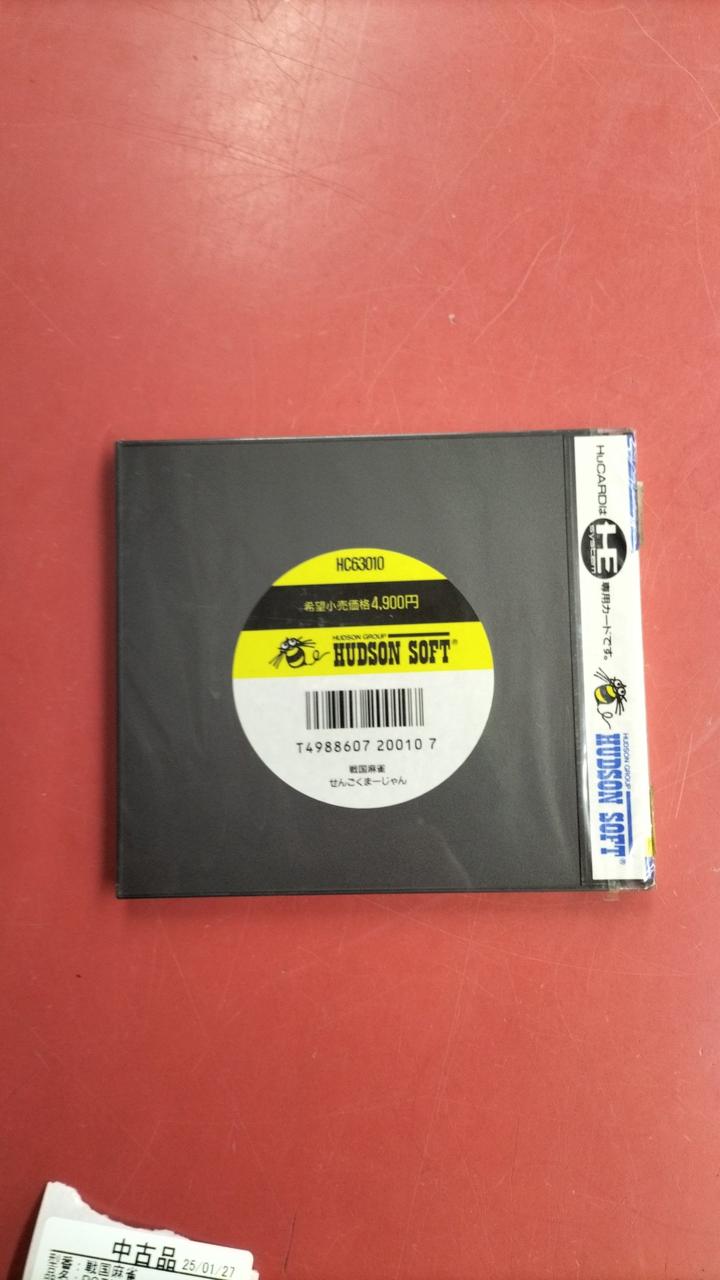 HC63010
希望小売価格4,900円
HUDSON GROUP
HUDSON SOFT®
T4988607 20010 7
戦国麻雀
せんごくまーじゃん
HuCARDは
HE
system
専用カードです。
HUDSON GROUP
HUDSON SOFT®
中古品 25/01/27
番:戦国麻雀